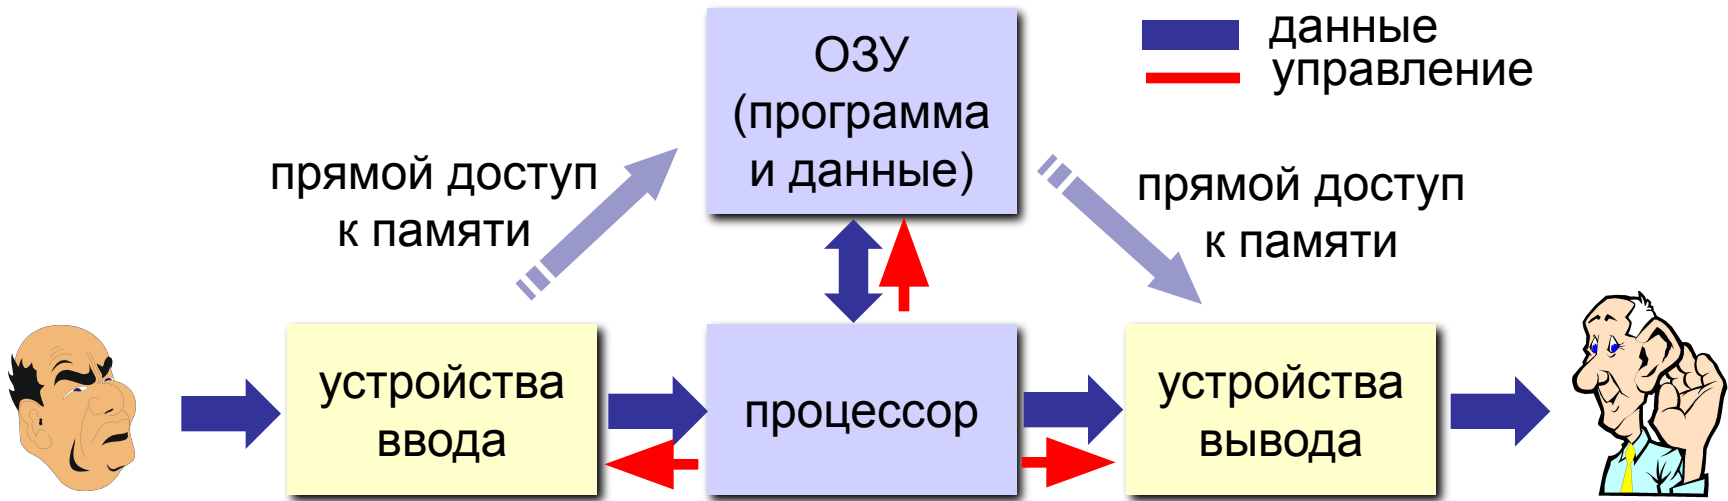 ОЗУ
(программа
и данные)
данные
управление
прямой доступ
к памяти
прямой доступ
к памяти
устройства
ввода
процессор
устройства
вывода